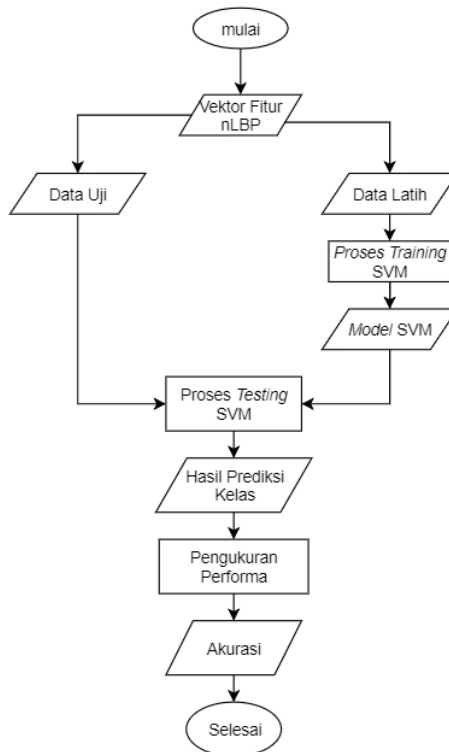 mulai
Vektor Fitur
nLBP
Data Uji
Data Latih
Proses Training
SVM
Model SVM
Proses Testing
SVM
Hasil Prediksi
Kelas
Pengukuran
Performa
Akurasi
Selesai